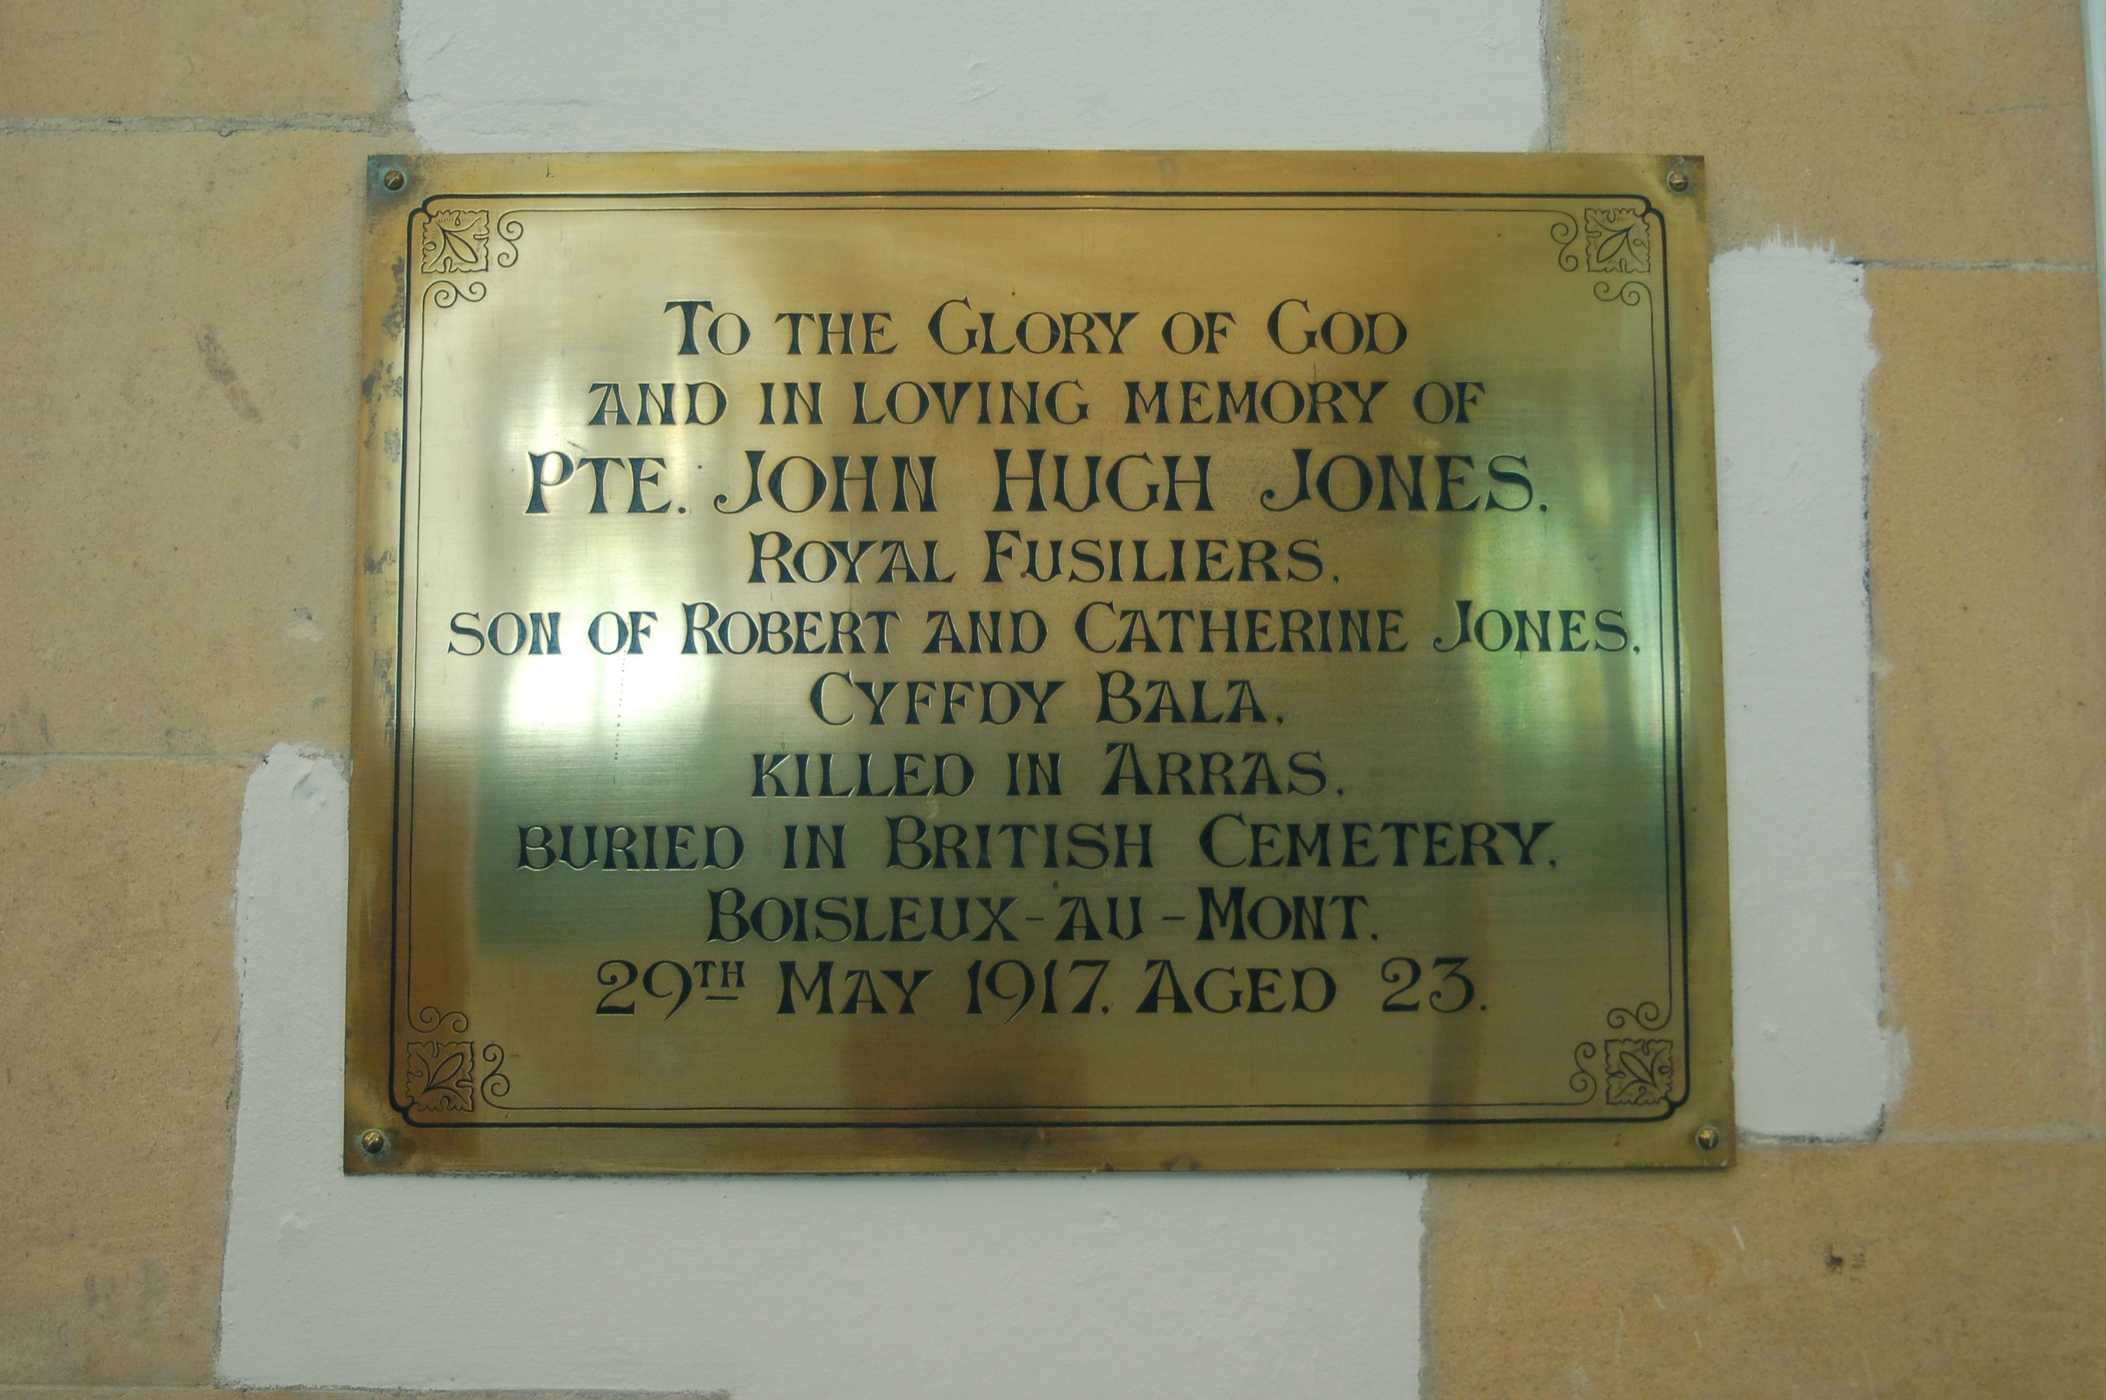 To the Glory of God
and in loving memory of
Pte. John Hugh Jones.
Royal Fusiliers.
son of Robert and Catherine Jones.
Cyffdy Bala.
killed in Arras.
buried in British Cemetery.
Boisleux-au-Mont.
29th May 1917. Aged 23.